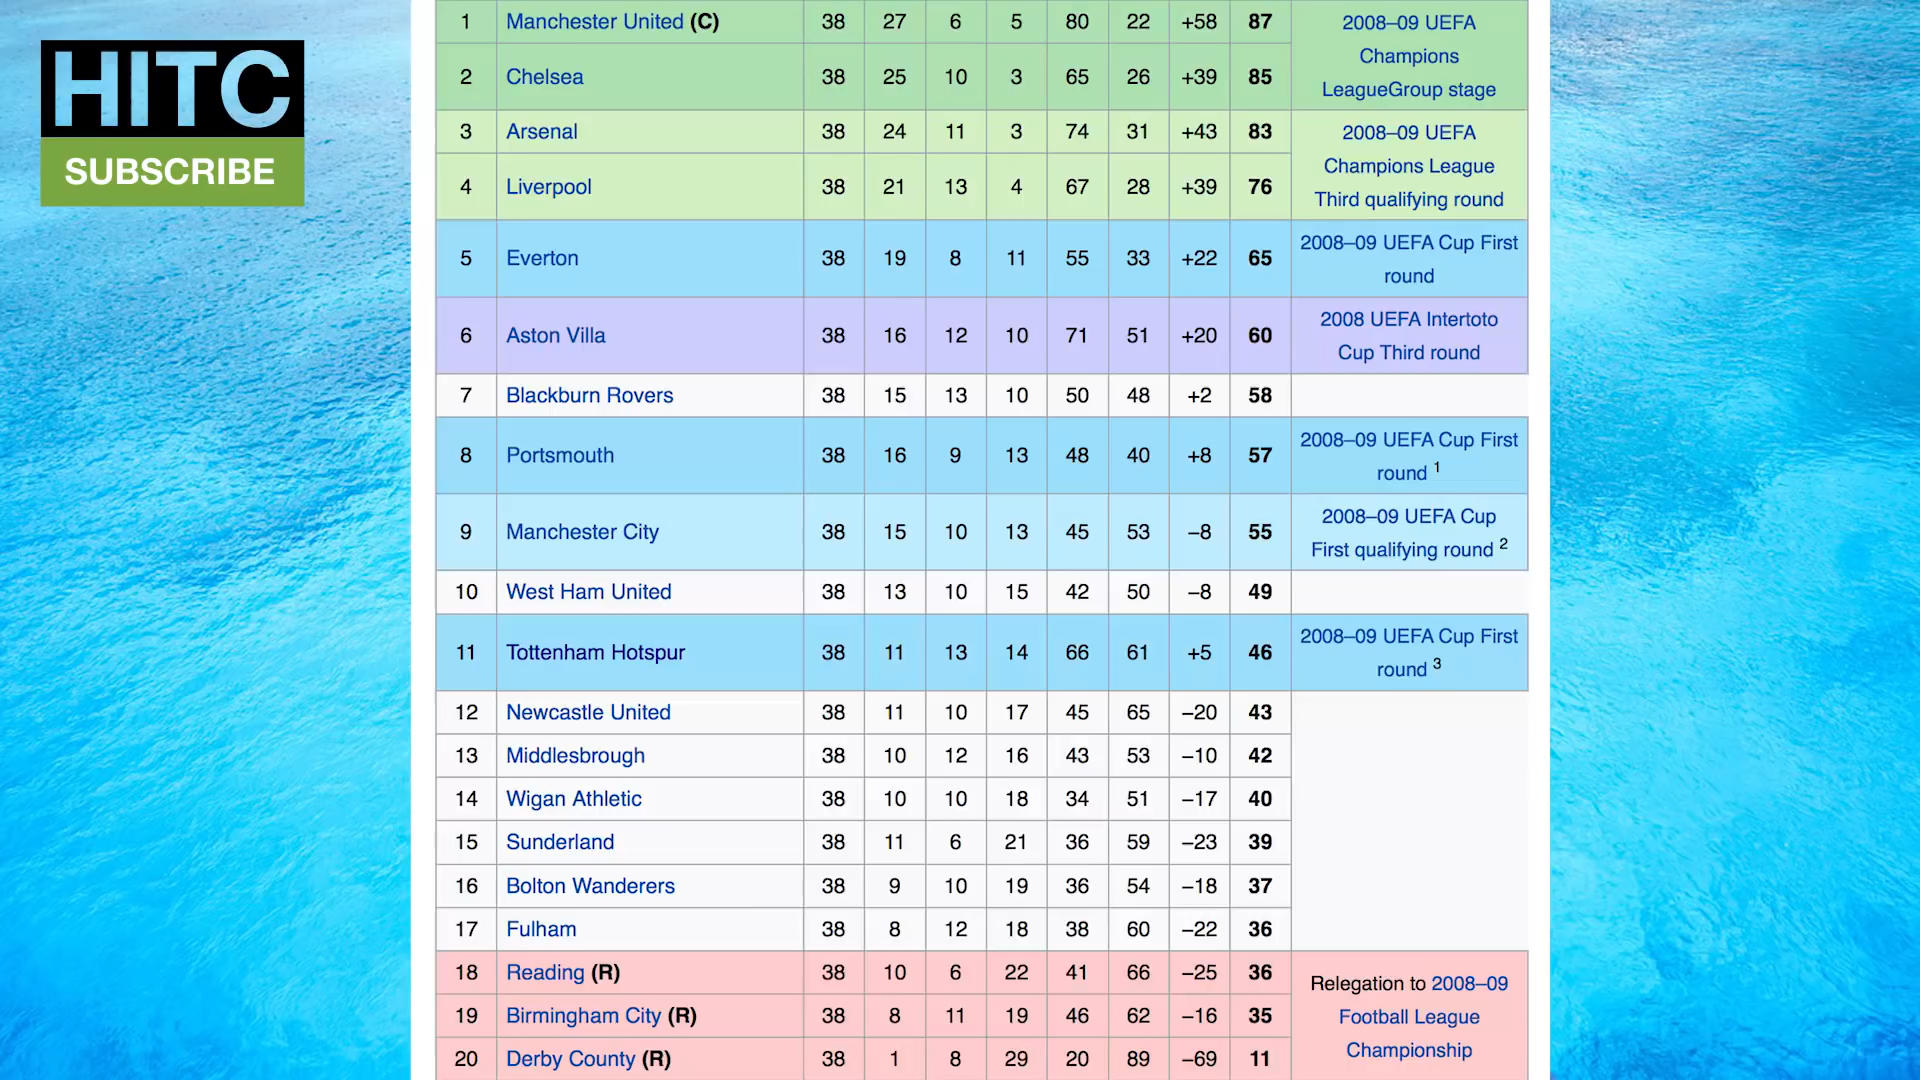 HITC
SUBSCRIBE
1 Manchester United (C) 38 27 6 5 80 22 +58 87 2008–09 UEFA
Champions
LeagueGroup stage
2 Chelsea 38 25 10 3 65 26 +39 85
3 Arsenal 38 24 11 3 74 31 +43 83 2008–09 UEFA
Champions League
Third qualifying round
4 Liverpool 38 21 13 4 67 28 +39 76
5 Everton 38 19 8 11 55 33 +22 65 2008–09 UEFA Cup First
round
6 Aston Villa 38 16 12 10 71 51 +20 60 2008 UEFA Intertoto
Cup Third round
7 Blackburn Rovers 38 15 13 10 50 48 +2 58
8 Portsmouth 38 16 9 13 48 40 +8 57 2008–09 UEFA Cup First
round 1
9 Manchester City 38 15 10 13 45 53 −8 55 2008–09 UEFA Cup
First qualifying round 2
10 West Ham United 38 13 10 15 42 50 −8 49
11 Tottenham Hotspur 38 11 13 14 66 61 +5 46 2008–09 UEFA Cup First
round 3
12 Newcastle United 38 11 10 17 45 65 −20 43
13 Middlesbrough 38 10 12 16 43 53 −10 42
14 Wigan Athletic 38 10 10 18 34 51 −17 40
15 Sunderland 38 11 6 21 36 59 −23 39
16 Bolton Wanderers 38 9 10 19 36 54 −18 37
17 Fulham 38 8 12 18 38 60 −22 36
18 Reading (R) 38 10 6 22 41 66 −25 36 Relegation to 2008–09
Football League
Championship
19 Birmingham City (R) 38 8 11 19 46 62 −16 35
20 Derby County (R) 38 1 8 29 20 89 −69 11